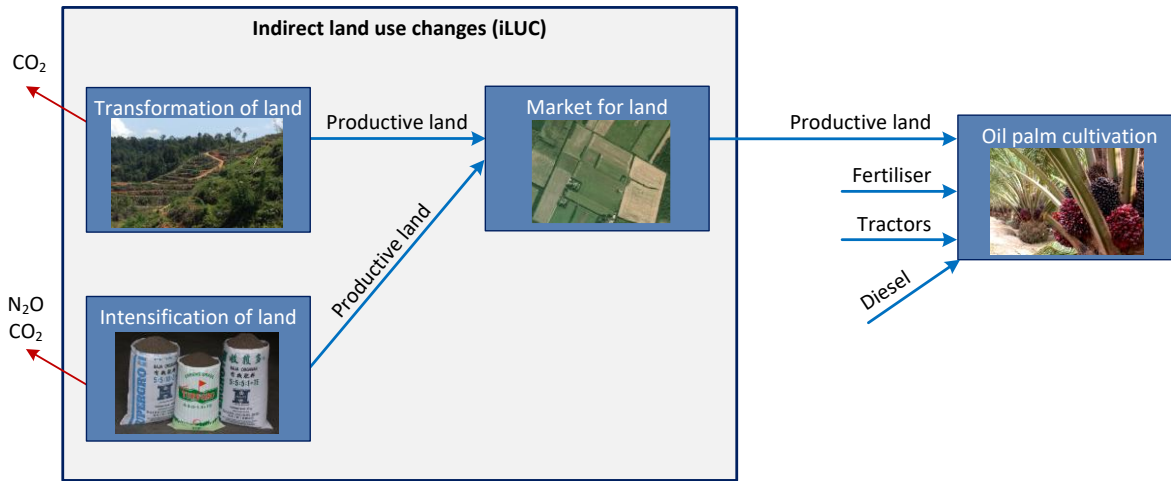 Indirect land use changes (iLUC)
CO₂
Transformation of land
Productive land
Market for land
Productive land
Oil palm cultivation
Fertiliser
Tractors
Diesel
Productive land
N₂O
CO₂
Intensification of land